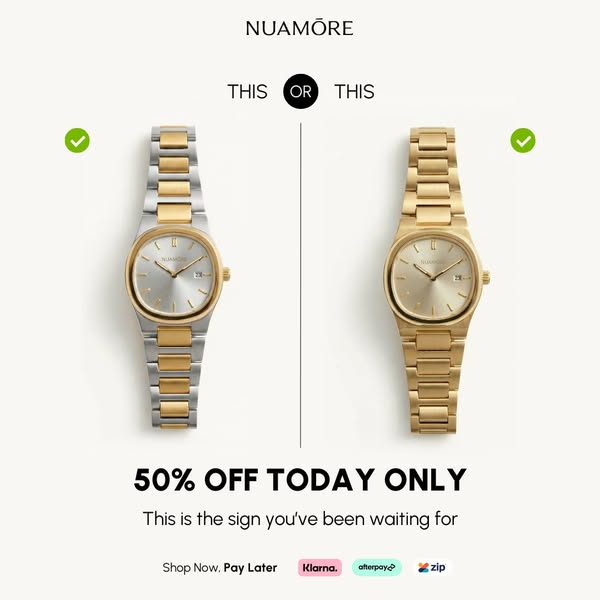 NUAMŌRE
THIS OR THIS
NUAMŌRE
NUAMŌRE
50% OFF TODAY ONLY
This is the sign you've been waiting for
Shop Now, Pay Later Klarna. afterpay zip